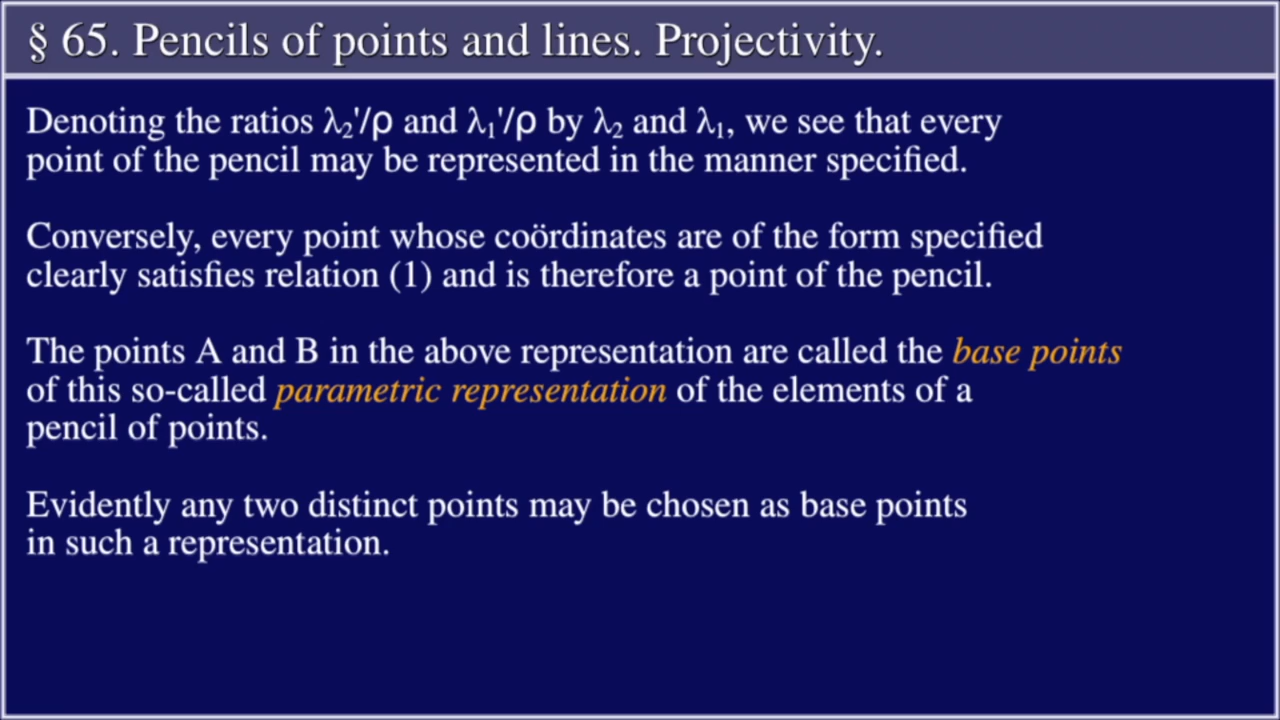 § 65. Pencils of points and lines. Projectivity.
Denoting the ratios λ₂'/ρ and λ₁'/ρ by λ₂ and λ₁, we see that every
point of the pencil may be represented in the manner specified.
Conversely, every point whose coördinates are of the form specified
clearly satisfies relation (1) and is therefore a point of the pencil.
The points A and B in the above representation are called the base points
of this so-called parametric representation of the elements of a
pencil of points.
Evidently any two distinct points may be chosen as base points
in such a representation.